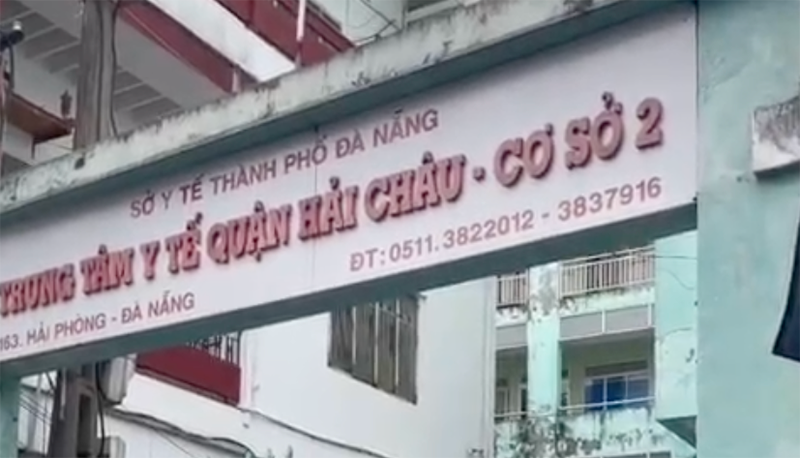 SỞ Y TẾ THÀNH PHỐ ĐÀ NẴNG
TRUNG TÂM Y TẾ QUẬN HẢI CHÂU - CƠ SỞ 2
163. HẢI PHÒNG - ĐÀ NẴNG
ĐT: 0511. 3822012 - 3837916